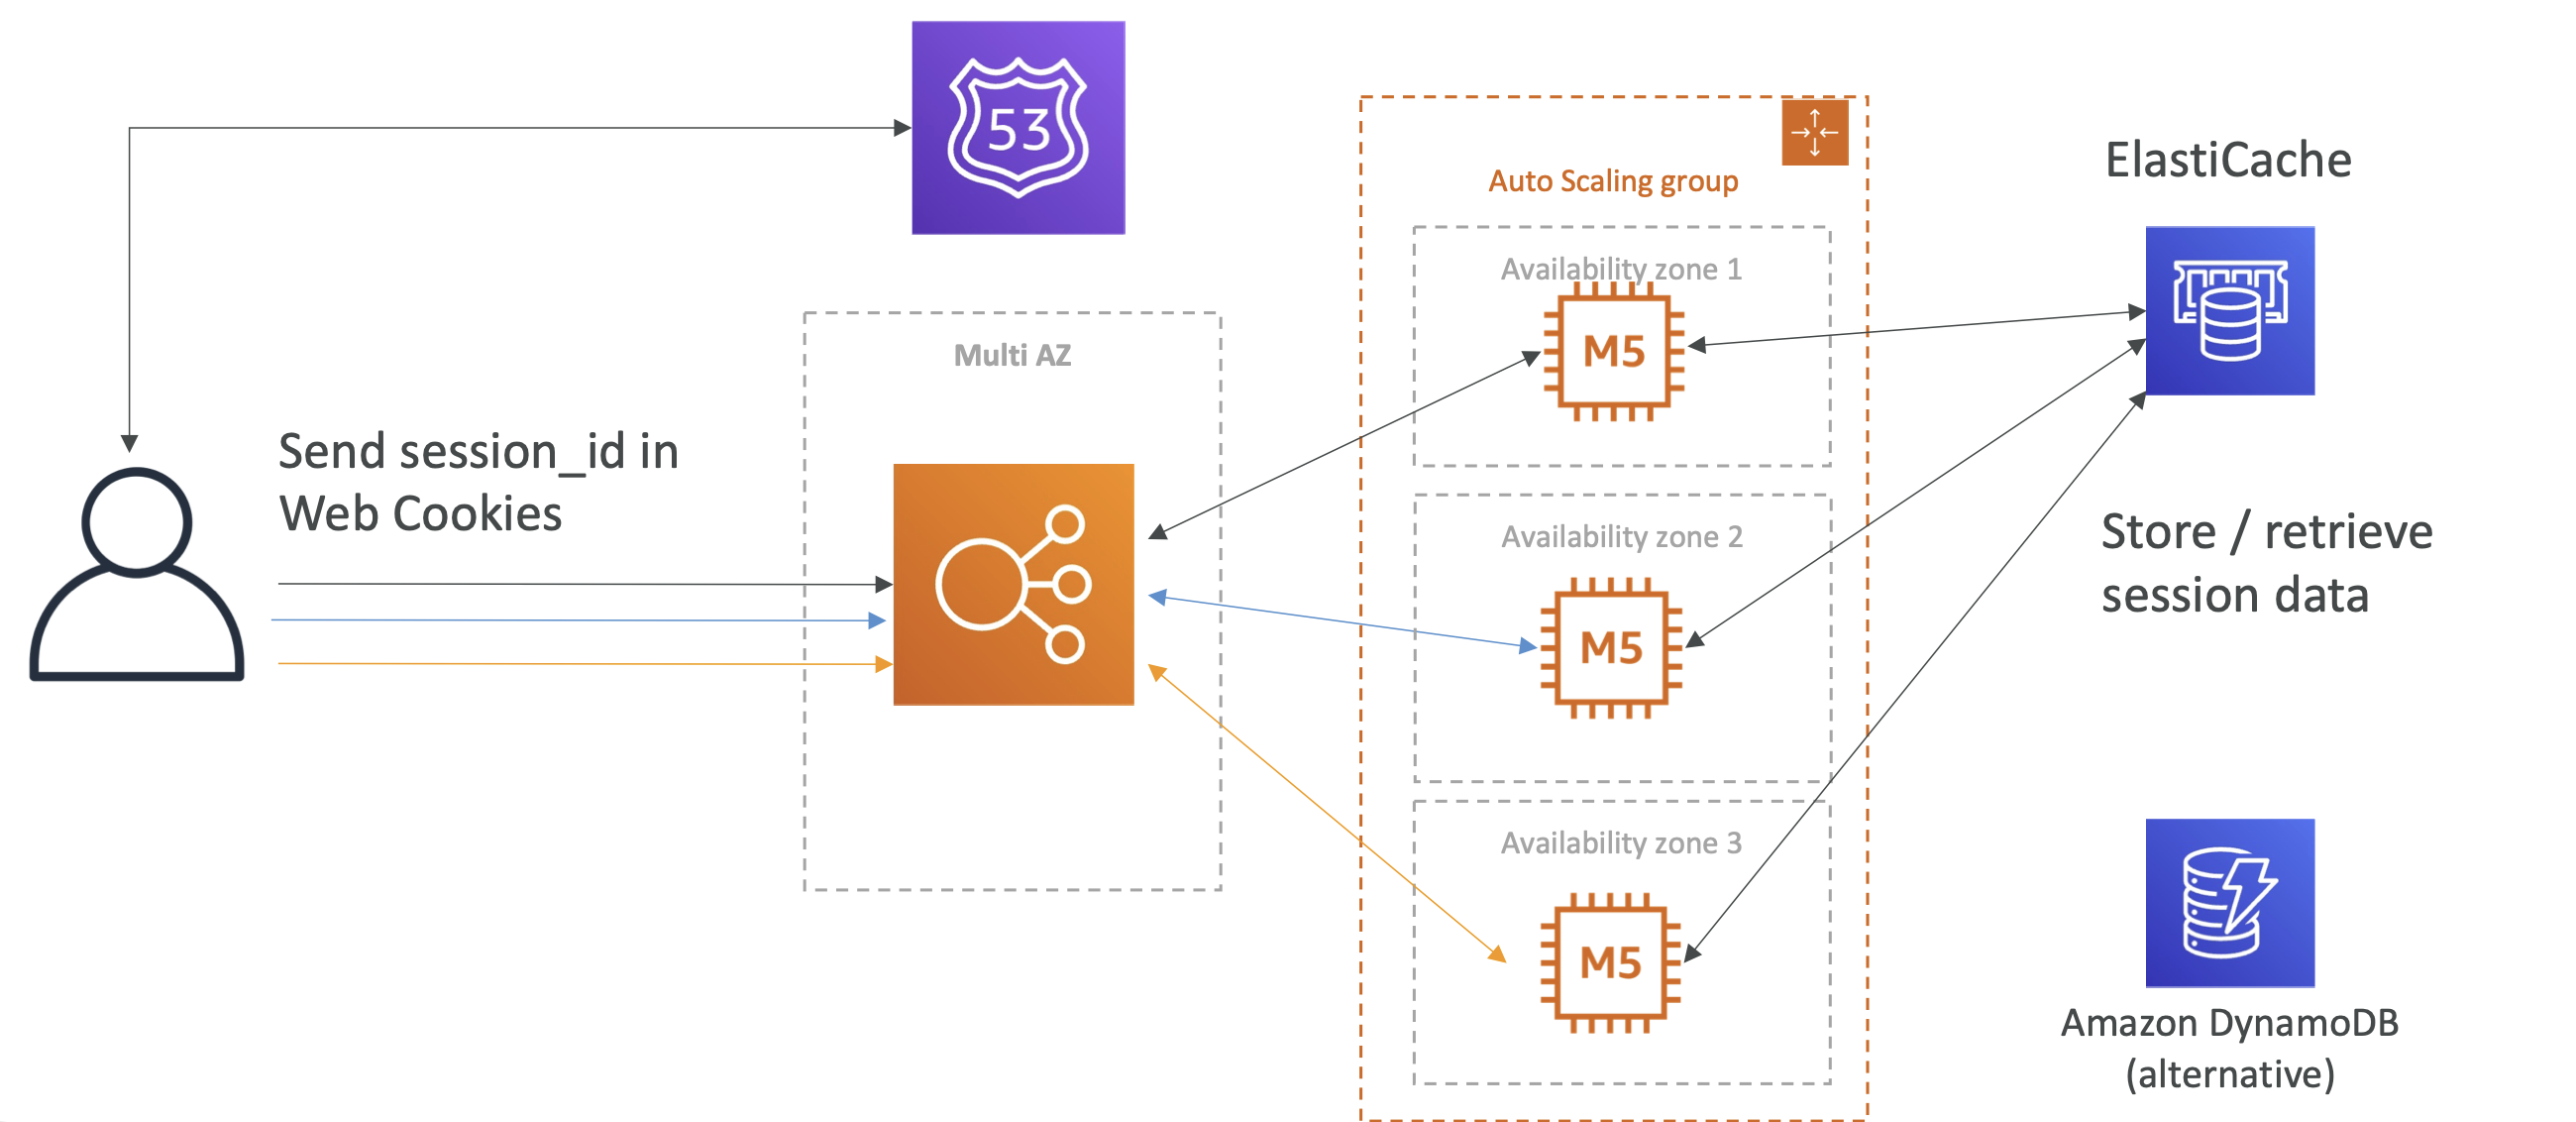 53
Auto Scaling group
ElastiCache
Availability zone 1
M5
Multi AZ
Send session_id in
Web Cookies
Availability zone 2
M5
Store / retrieve
session data
Availability zone 3
M5
Amazon DynamoDB
(alternative)